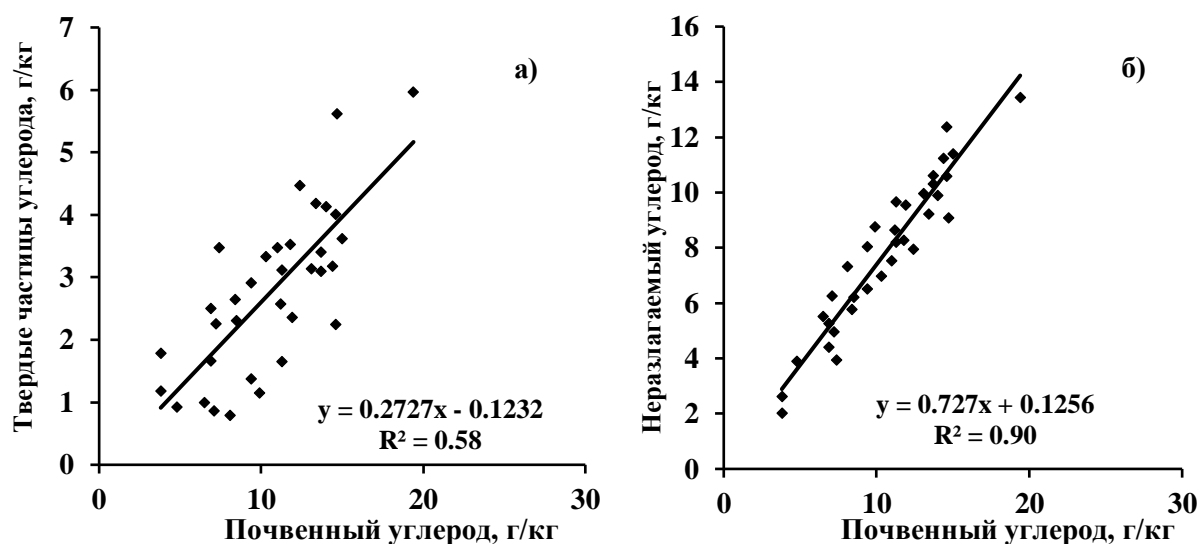 Твердые частицы углерода, г/кг
7
6
5
4
3
2
1
0
а)
y = 0.2727x - 0.1232
R² = 0.58
0 10 20 30
Почвенный углерод, г/кг
Неразлагаемый углерод, г/кг
16
14
12
10
8
6
4
2
0
б)
y = 0.727x + 0.1256
R² = 0.90
0 10 20 30
Почвенный углерод, г/кг